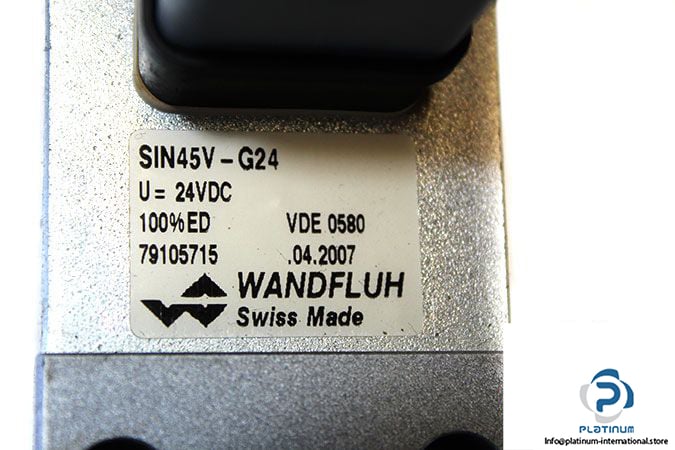 SIN45V-G24
U= 24VDC
100%ED VDE 0580
79105715 .04.2007
WANDFLUH
Swiss Made
PLATINUM
Info@platinum-international.store